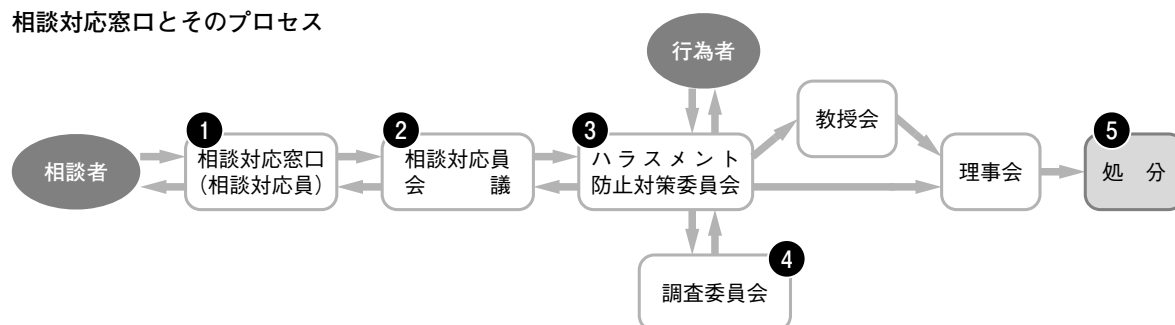 相談対応窓口とそのプロセス
行為者
教授会
相談者
1
相談対応窓口
（相談対応員）
2
相談対応員
会議
3
ハラスメント
防止対策委員会
理事会
5
処分
4
調査委員会